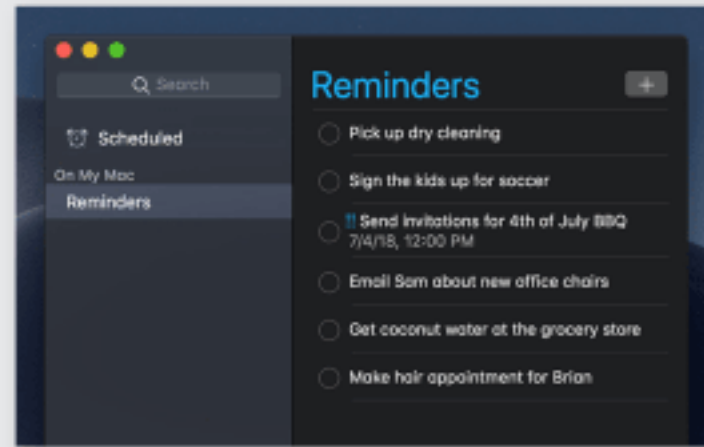 Search
Scheduled
On My Mac
Reminders
Reminders
+
Pick up dry cleaning
Sign the kids up for soccer
!! Send invitations for 4th of July BBQ
7/4/18, 12:00 PM
Email Sam about new office chairs
Get coconut water at the grocery store
Make hair appointment for Brian